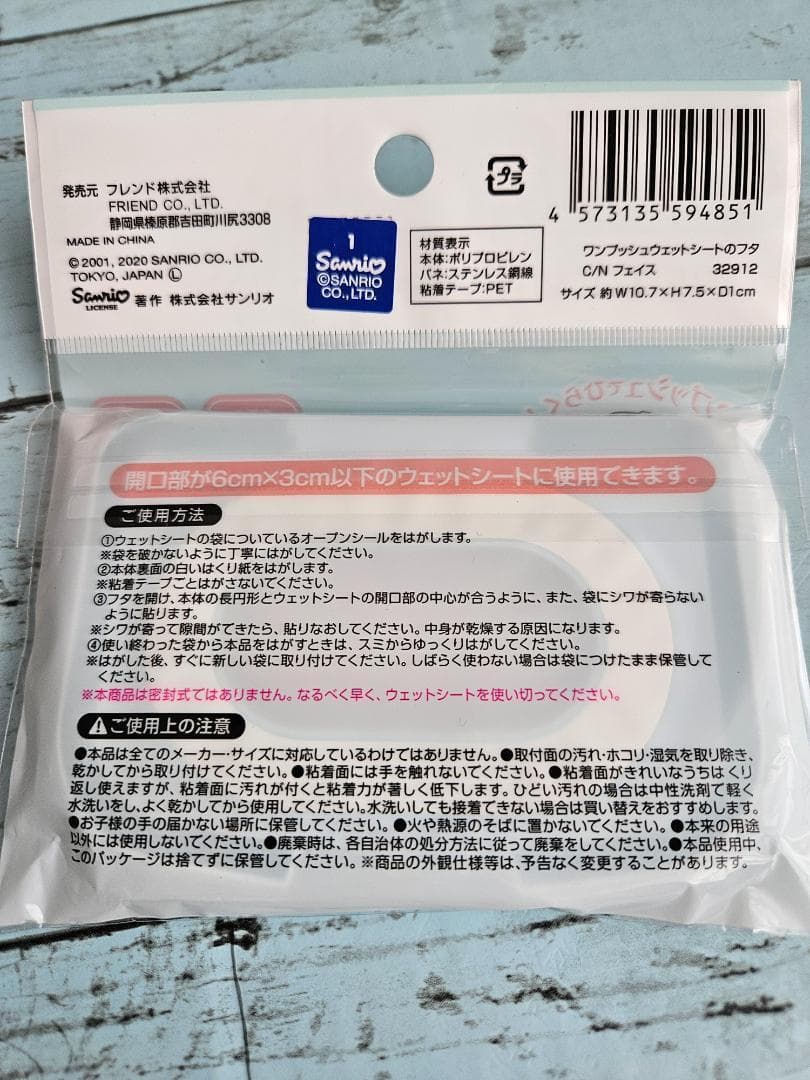 発売元 フレンド株式会社
FRIEND CO., LTD.
静岡県榛原郡吉田町川尻3308
MADE IN CHINA
©2001, 2020 SANRIO CO., LTD.
TOKYO, JAPAN Ⓛ
Sanrio
LICENSE
著作 株式会社サンリオ
1
Sanrio
©SANRIO
CO.,LTD.
プラ
材質表示
本体:ポリプロピレン
バネ:ステンレス鋼線
粘着テープ:PET
4 573135 594851
ワンプッシュウェットシートのフタ
C/N フェイス 32912
サイズ 約W10.7×H7.5×D1cm
開口部が6cm×3cm以下のウェットシートに使用できます。
ご使用方法
①ウェットシートの袋についているオープンシールをはがします。
※袋を破かないように丁寧にはがしてください。
②本体裏面の白いはくり紙をはがします。
※粘着テープごとはがさないでください。
③フタを開け、本体の長円形とウェットシートの開口部の中心が合うように、また、袋にシワが寄らない
ように貼ります。
※シワが寄って隙間ができたら、貼りなおしてください。中身が乾燥する原因になります。
④使い終わった袋から本品をはがすときは、スミからゆっくりはがしてください。
※はがした後、すぐに新しい袋に取り付けてください。しばらく使わない場合は袋につけたまま保管して
ください。
※本商品は密封式ではありません。なるべく早く、ウェットシートを使い切ってください。
ご使用上の注意
●本品は全てのメーカー・サイズに対応しているわけではありません。●取付面の汚れ・ホコリ・湿気を取り除き、
乾かしてから取り付けてください。●粘着面には手を触れないでください。●粘着面がきれいなうちはくり
返し使えますが、粘着面に汚れが付くと粘着力が著しく低下します。ひどい汚れの場合は中性洗剤で軽く
水洗いをし、よく乾かしてから使用してください。水洗いしても接着できない場合は買い替えをおすすめします。
●お子様の手の届かない場所に保管してください。●火や熱源のそばに置かないでください。●本来の用途
以外には使用しないでください。●廃棄時は、各自治体の処分方法に従って廃棄をしてください。●本品使用中、
このパッケージは捨てずに保管してください。※商品の外観仕様等は、予告なく変更することがあります。